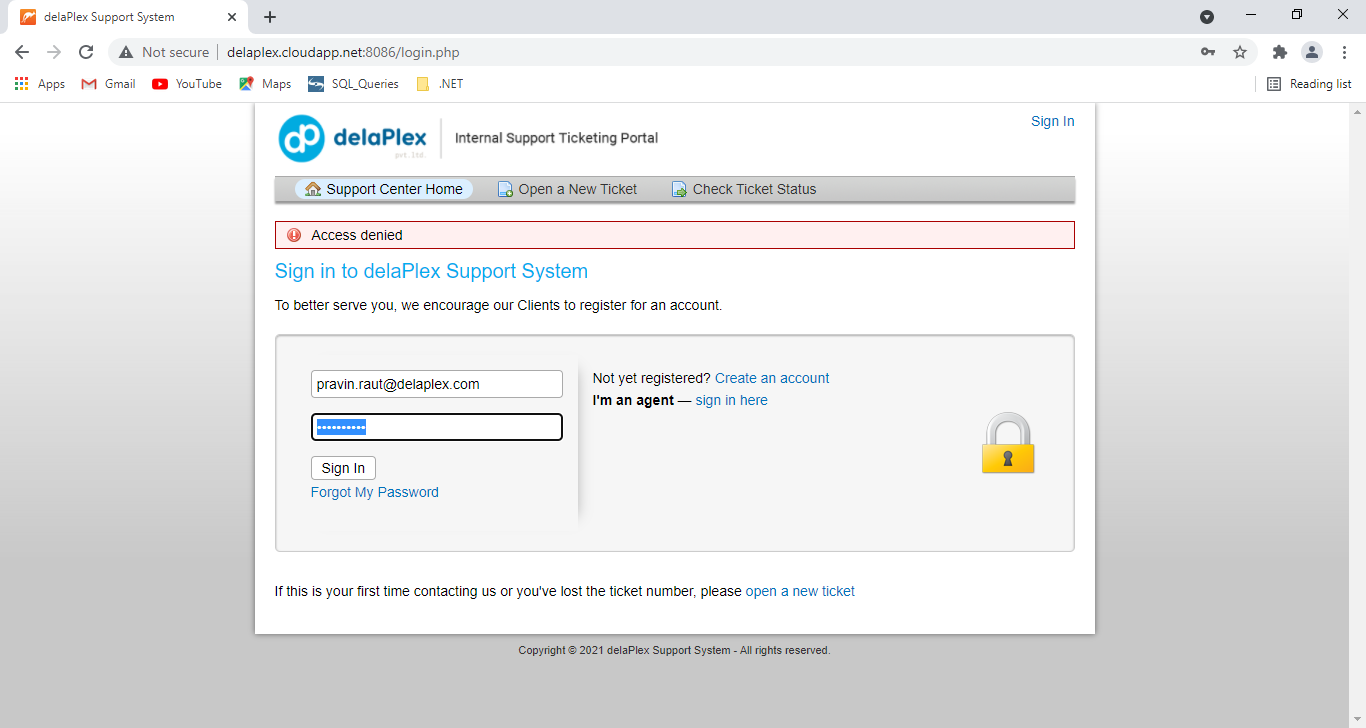 delaPlex Support System
Not secure
delaplex.cloudapp.net:8086/login.php
Apps
Gmail
YouTube
Maps
SQL_Queries
.NET
Reading list
dp delaPlex
pvt.ltd.
Internal Support Ticketing Portal
Sign In
Support Center Home
Open a New Ticket
Check Ticket Status
Access denied
Sign in to delaPlex Support System
To better serve you, we encourage our Clients to register for an account.
pravin.raut@delaplex.com
••••••••••
Sign In
Forgot My Password
Not yet registered? Create an account
I'm an agent — sign in here
If this is your first time contacting us or you've lost the ticket number, please open a new ticket
Copyright © 2021 delaPlex Support System - All rights reserved.